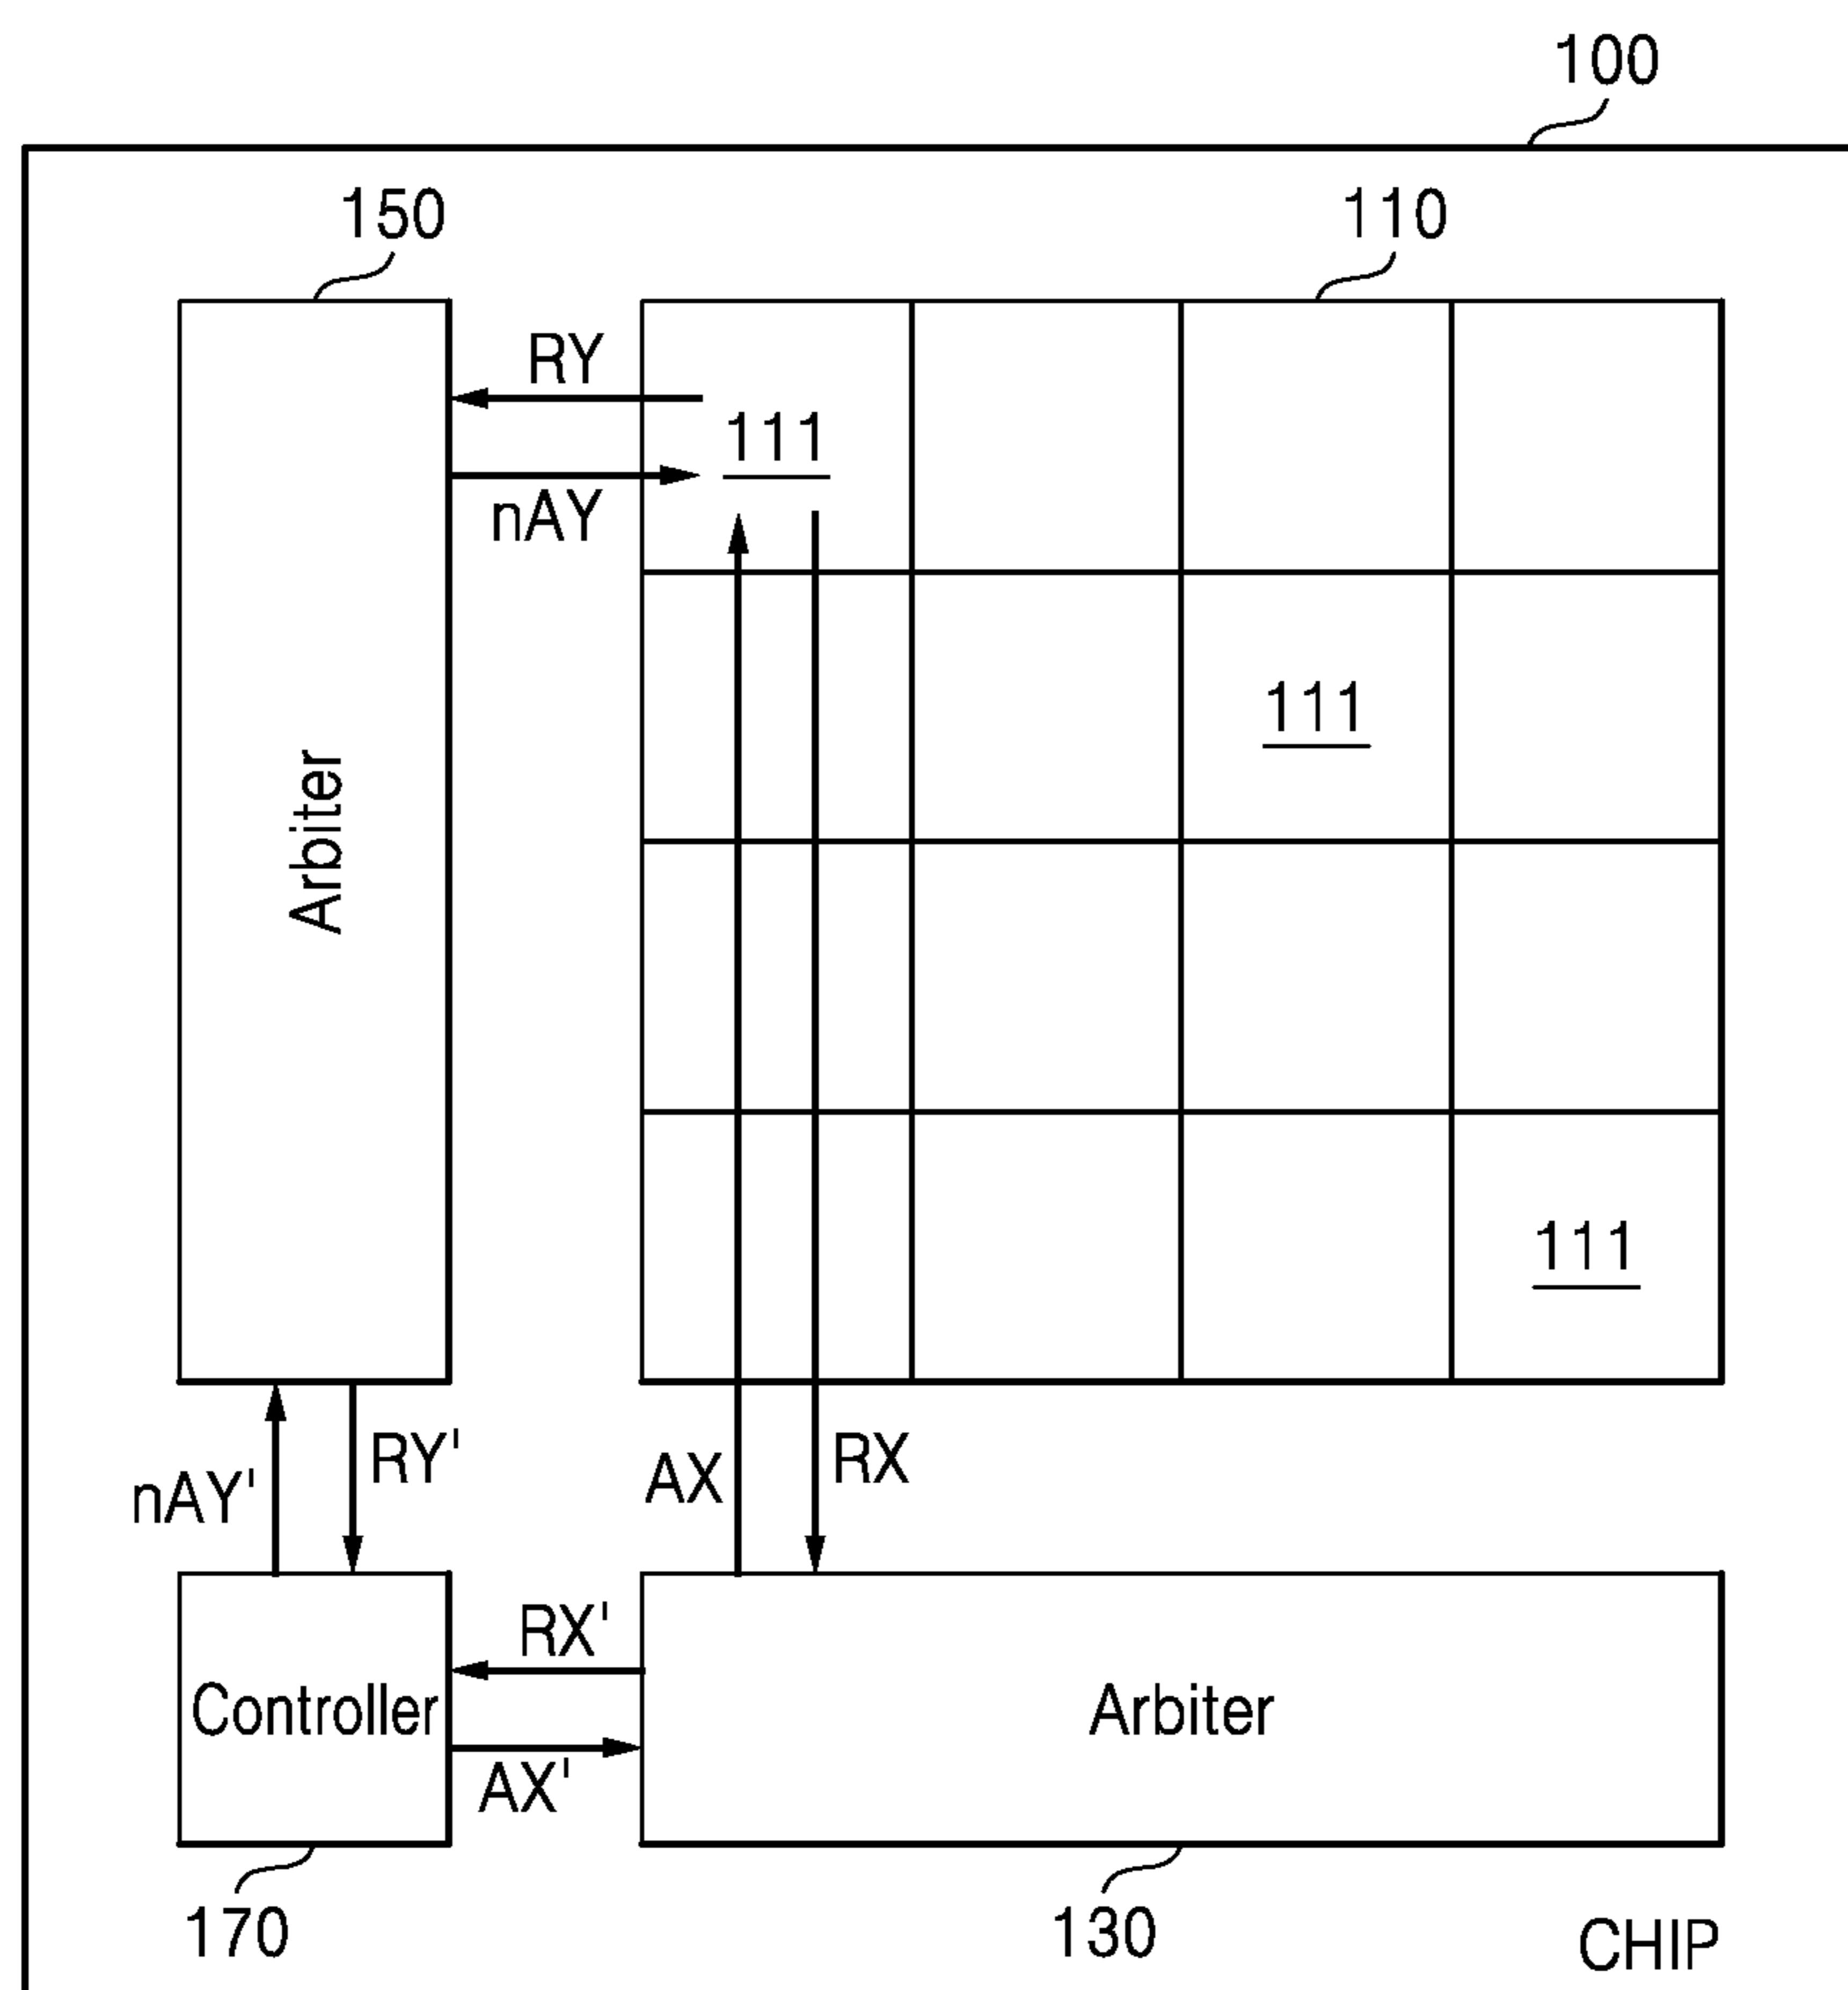 100
150
110
RY
111
nAY
111
Arbiter
111
nAY'
RY'
AX
RX
RX'
Controller
AX'
Arbiter
170
130
CHIP